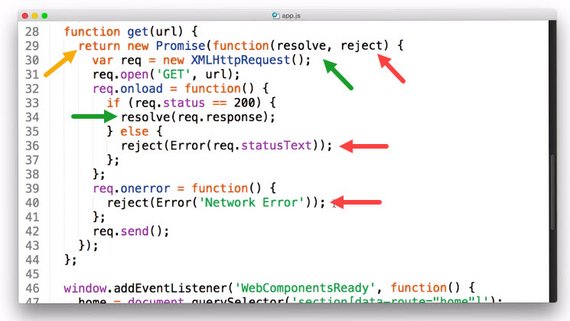 app.js
28 function get(url) {
29 return new Promise(function(resolve, reject) {
30 var req = new XMLHttpRequest();
31 req.open('GET', url);
32 req.onload = function() {
33 if (req.status == 200) {
34 resolve(req.response);
35 } else {
36 reject(Error(req.statusText));
37 };
38 };
39 req.onerror = function() {
40 reject(Error('Network Error'));
41 };
42 req.send();
43 });
44 };
45
46 window.addEventListener('WebComponentsReady', function() {
47 home = document.querySelector('section[data-route="home"]');